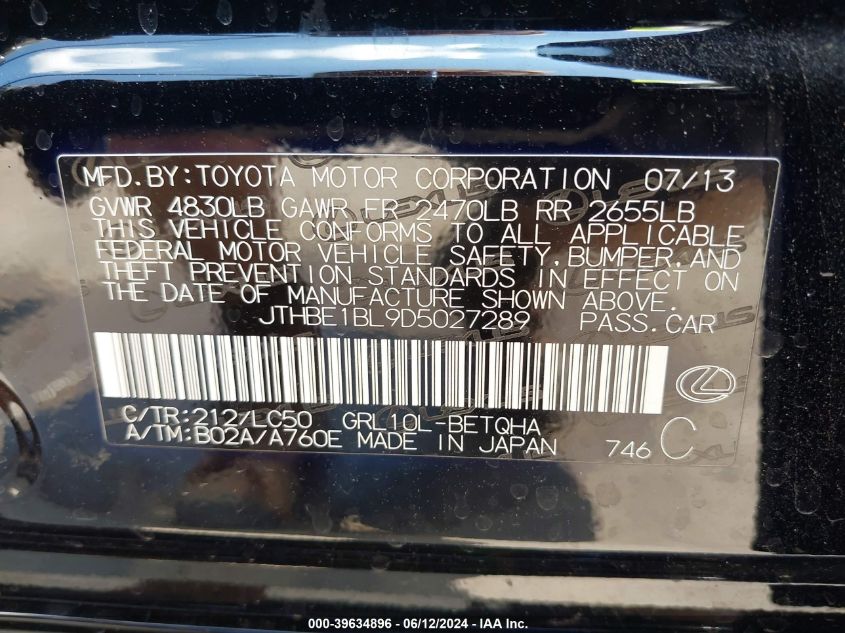 MFD.BY:TOYOTA MOTOR CORPORATION 07/13
GVWR 4830LB GAWR FR 2470LB RR 2655LB
THIS VEHICLE CONFORMS TO ALL APPLICABLE
FEDERAL MOTOR VEHICLE SAFETY,BUMPER,AND
THEFT PREVENTION STANDARDS IN EFFECT ON
THE DATE OF MANUFACTURE SHOWN ABOVE.
JTHBE1BL9D5027289 PASS.CAR
C/TR:212/LC50 GRL10L-BETQHA
A/TM:B02A/A760E MADE IN JAPAN 746 C
000-39634896 - 06/12/2024 - IAA Inc.